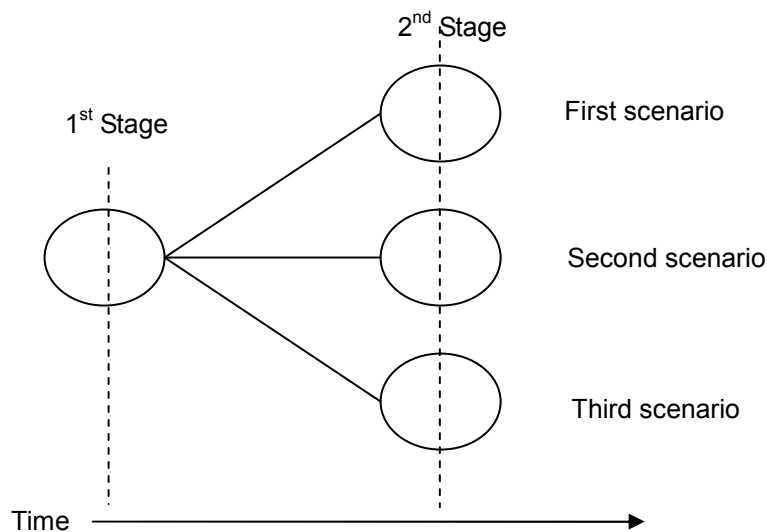 2nd Stage
First scenario
1st Stage
Second scenario
Third scenario
Time